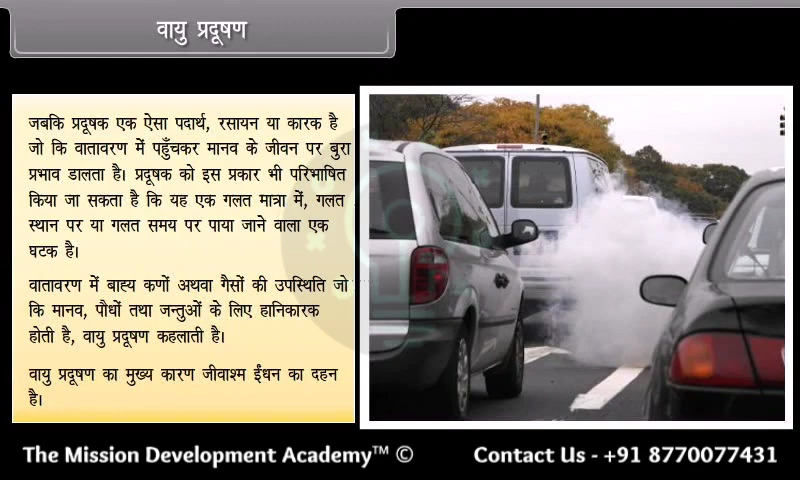 वायु प्रदूषण
जबकि प्रदूषक एक ऐसा पदार्थ, रसायन या कारक है
जो कि वातावरण में पहुँचकर मानव के जीवन पर बुरा
प्रभाव डालता है। प्रदूषक को इस प्रकार भी परिभाषित
किया जा सकता है कि यह एक गलत मात्रा में, गलत
स्थान पर या गलत समय पर पाया जाने वाला एक
घटक है।
वातावरण में बाह्य कणों अथवा गैसों की उपस्थिति जो
कि मानव, पौधों तथा जन्तुओं के लिए हानिकारक
होती है, वायु प्रदूषण कहलाती है।
वायु प्रदूषण का मुख्य कारण जीवाश्म ईंधन का दहन
है।
The Mission Development Academy™ © Contact Us - +91 8770077431